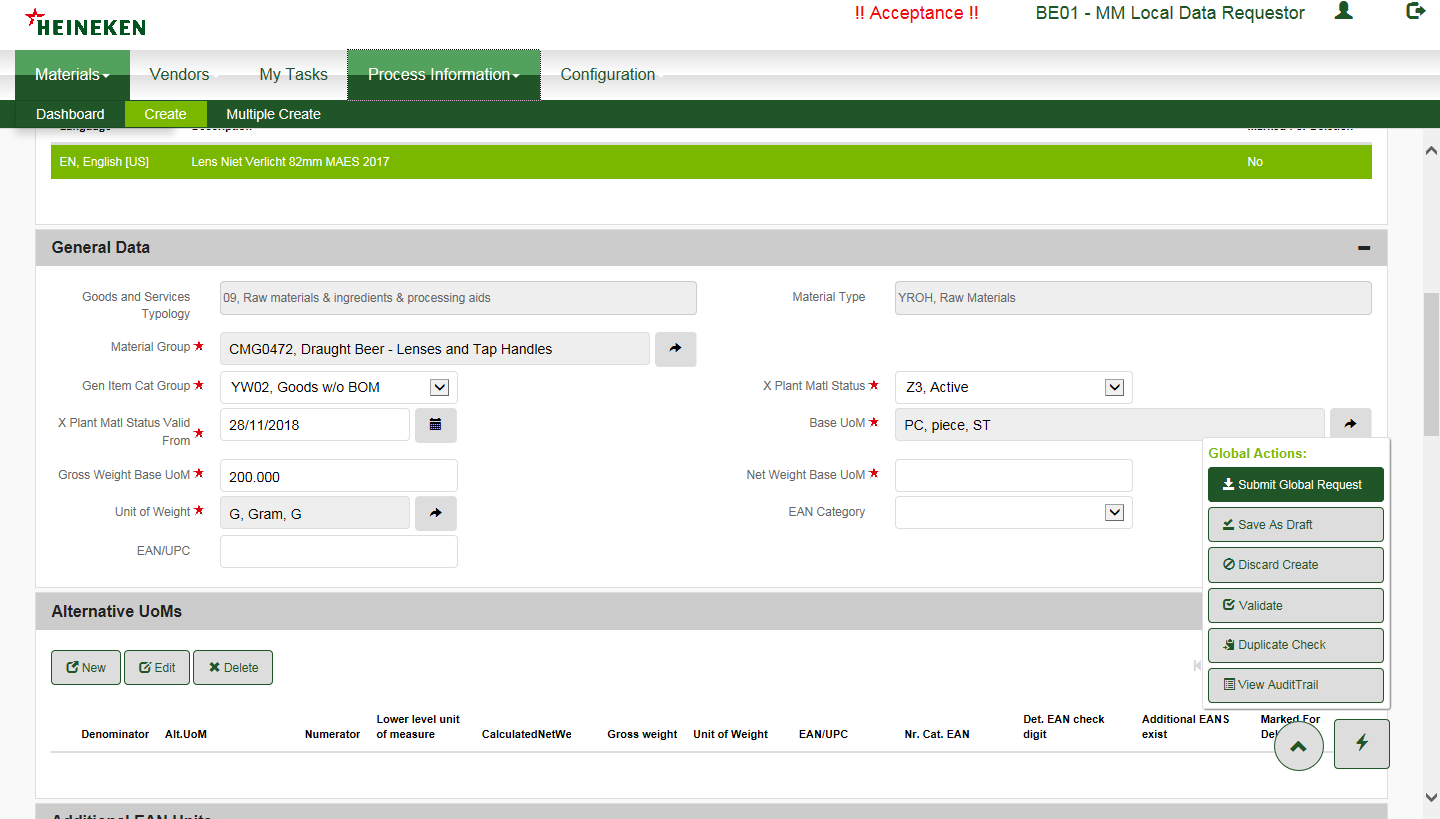 HEINEKEN
!! Acceptance !!
BE01 - MM Local Data Requestor
Materials
Vendors
My Tasks
Process Information
Configuration
Dashboard
Create
Multiple Create
Language
Description
Marked For Deletion
EN, English [US]
Lens Niet Verlicht 82mm MAES 2017
No
General Data
Goods and Services
Typology
09, Raw materials & ingredients & processing aids
Material Type
YROH, Raw Materials
Material Group
CMG0472, Draught Beer - Lenses and Tap Handles
Gen Item Cat Group
YW02, Goods w/o BOM
X Plant Matl Status
Z3, Active
X Plant Matl Status Valid
From
28/11/2018
Base UoM
PC, piece, ST
Gross Weight Base UoM
200.000
Net Weight Base UoM
Unit of Weight
G, Gram, G
EAN Category
EAN/UPC
Global Actions:
Submit Global Request
Save As Draft
Discard Create
Validate
Duplicate Check
View AuditTrail
Alternative UoMs
New
Edit
Delete
Denominator
Alt.UoM
Numerator
Lower level unit
of measure
CalculatedNetWe
Gross weight
Unit of Weight
EAN/UPC
Nr. Cat. EAN
Det. EAN check
digit
Additional EANS
exist
Marked For
Additional EAN Units